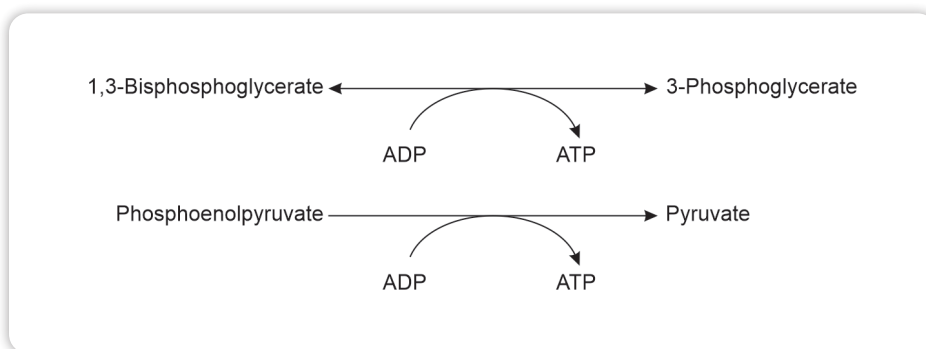 1,3-Bisphosphoglycerate 3-Phosphoglycerate
ADP ATP
Phosphoenolpyruvate Pyruvate
ADP ATP